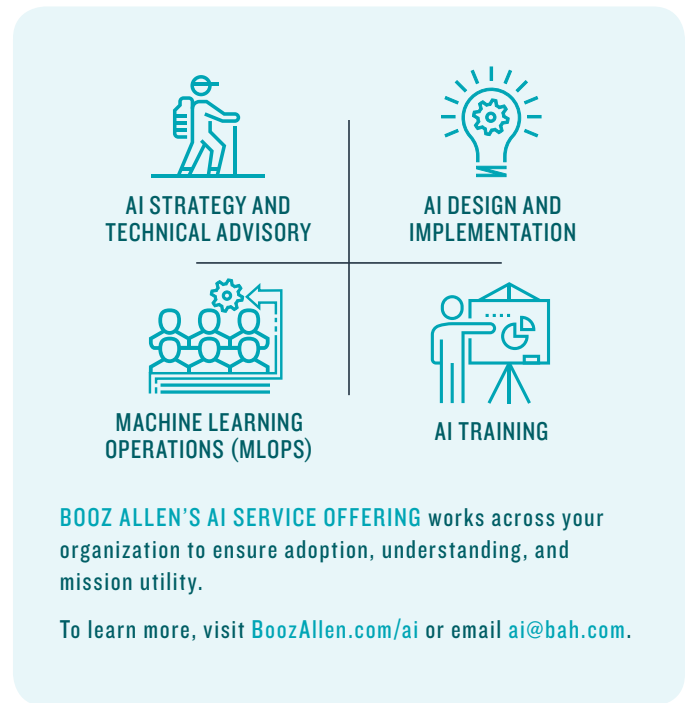 AI STRATEGY AND
TECHNICAL ADVISORY
AI DESIGN AND
IMPLEMENTATION
MACHINE LEARNING
OPERATIONS (MLOPS)
AI TRAINING
BOOZ ALLEN’S AI SERVICE OFFERING works across your
organization to ensure adoption, understanding, and
mission utility.
To learn more, visit BoozAllen.com/ai or email ai@bah.com.